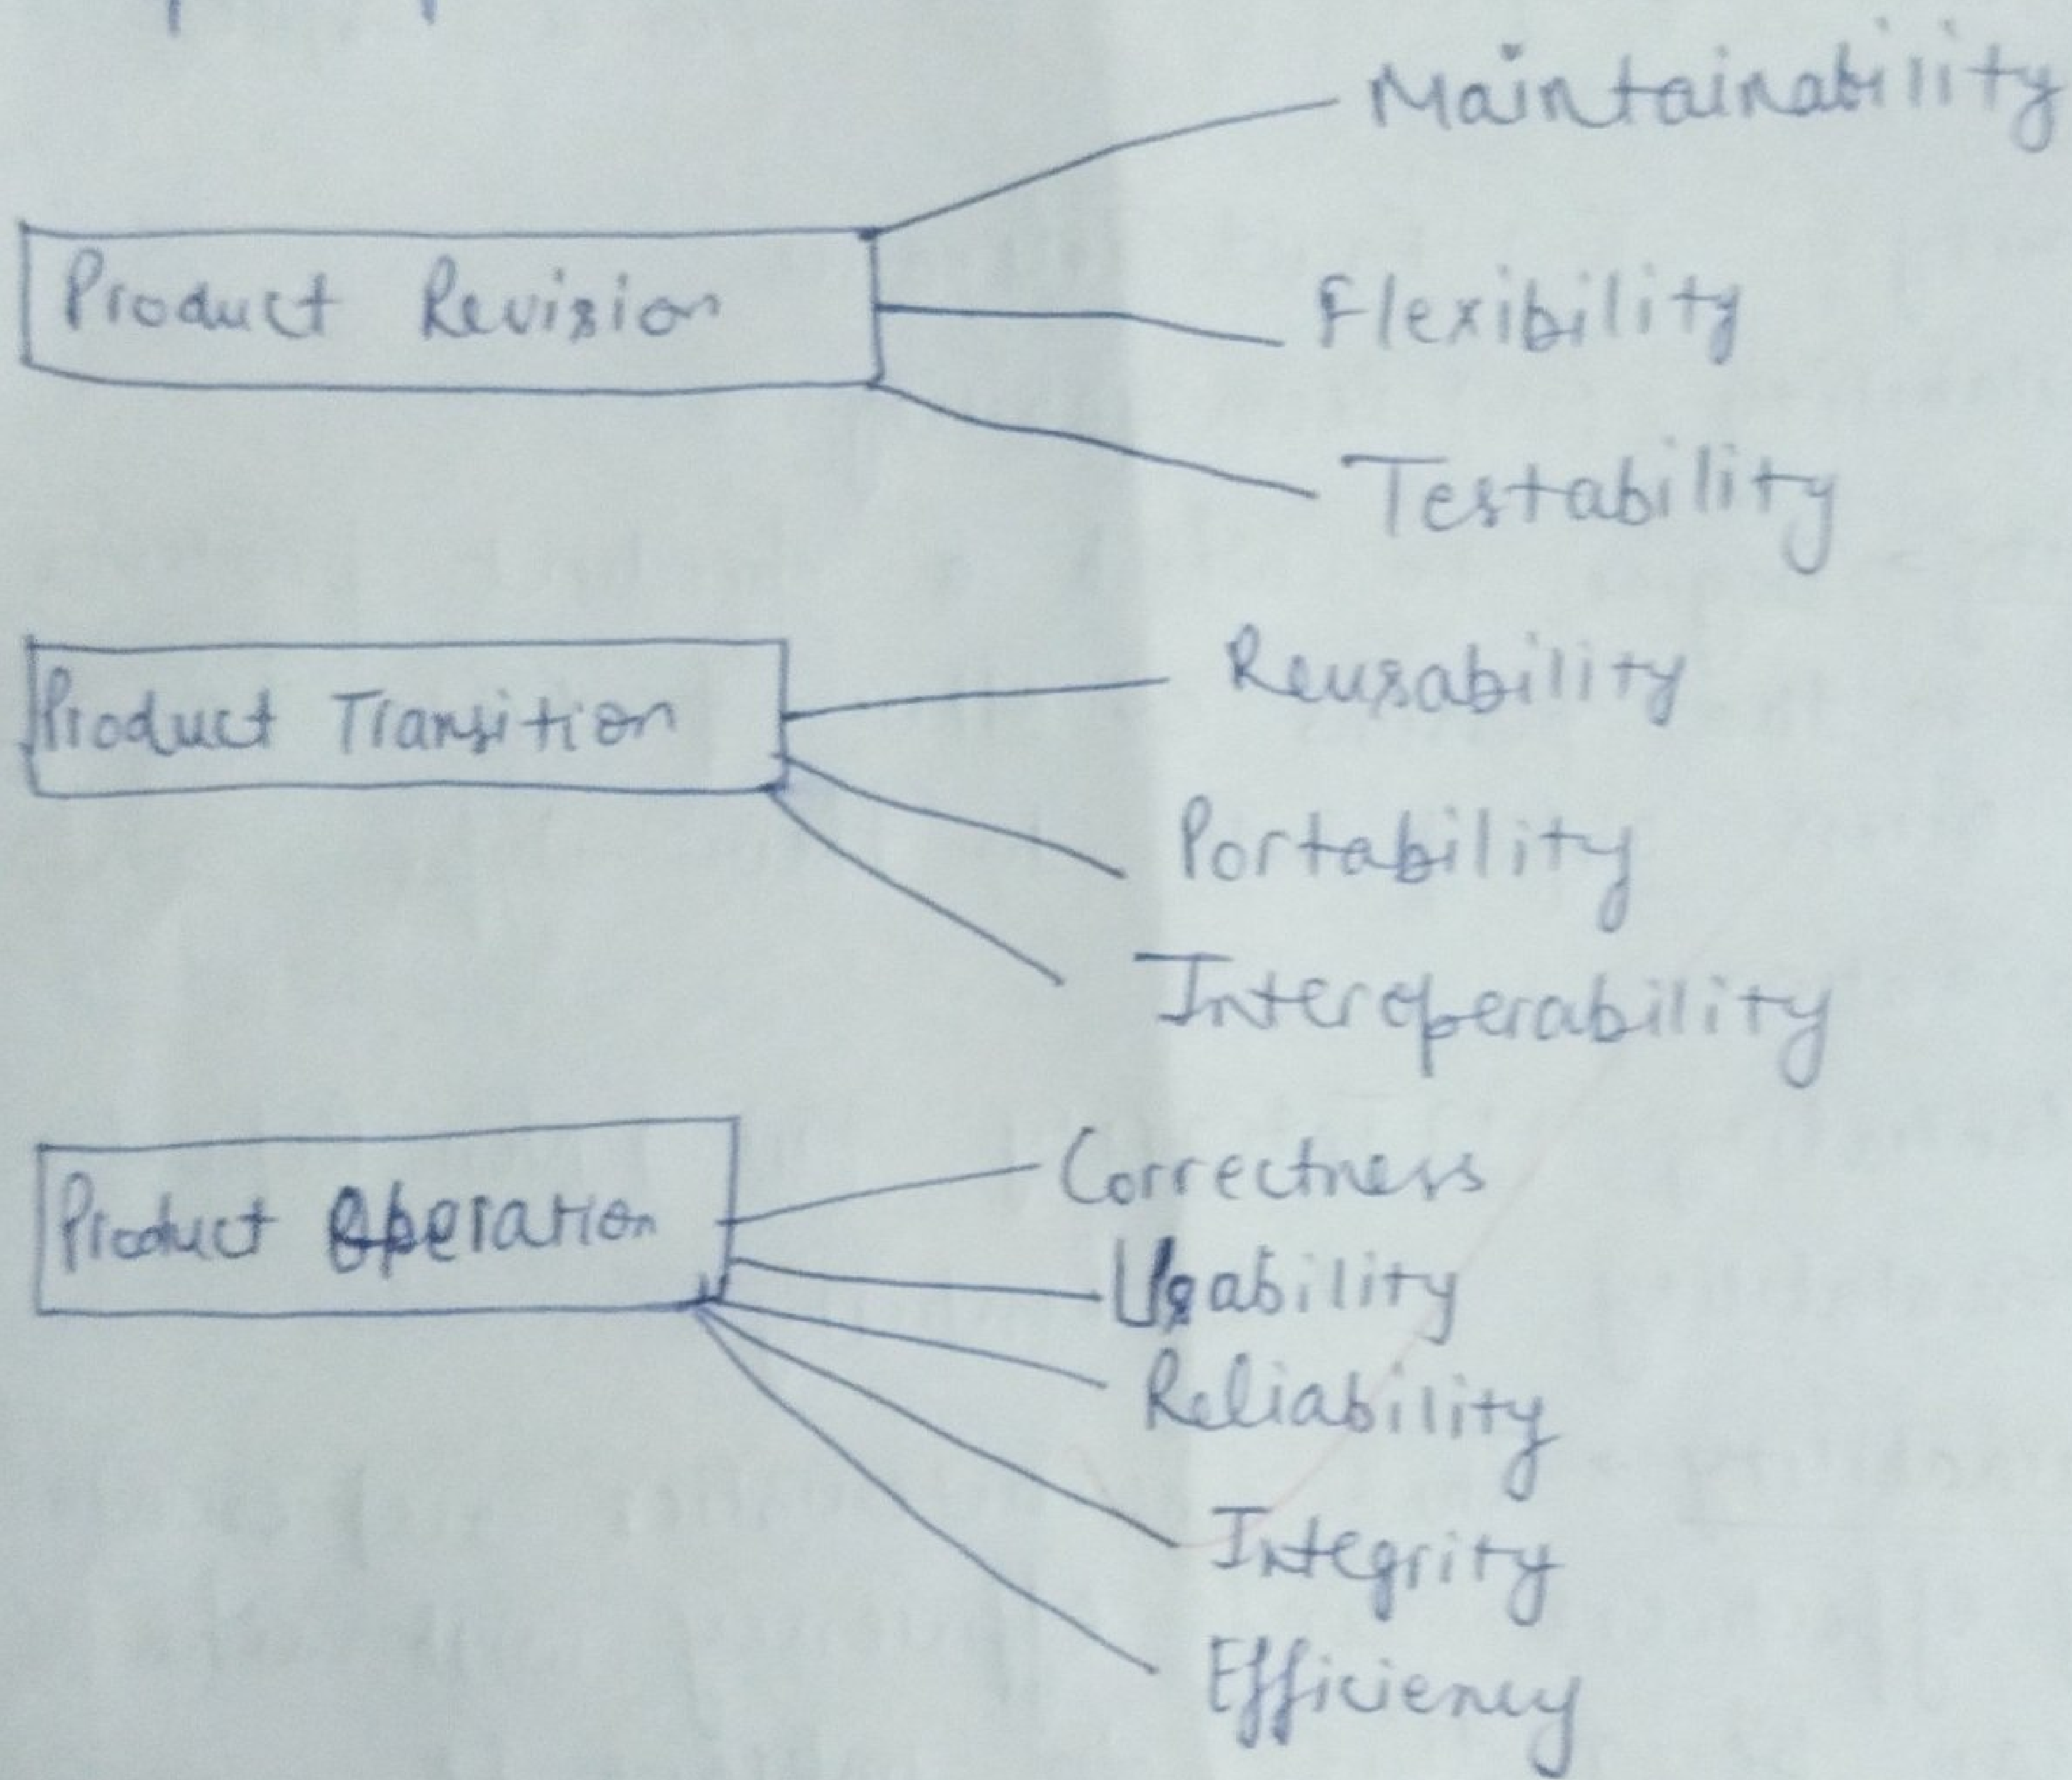 Maintainability
Product Revision
Flexibility
Testability
Product Transition
Reusability
Portability
Interoperability
Product Operation
Correctness
Usability
Reliability
Integrity
Efficiency